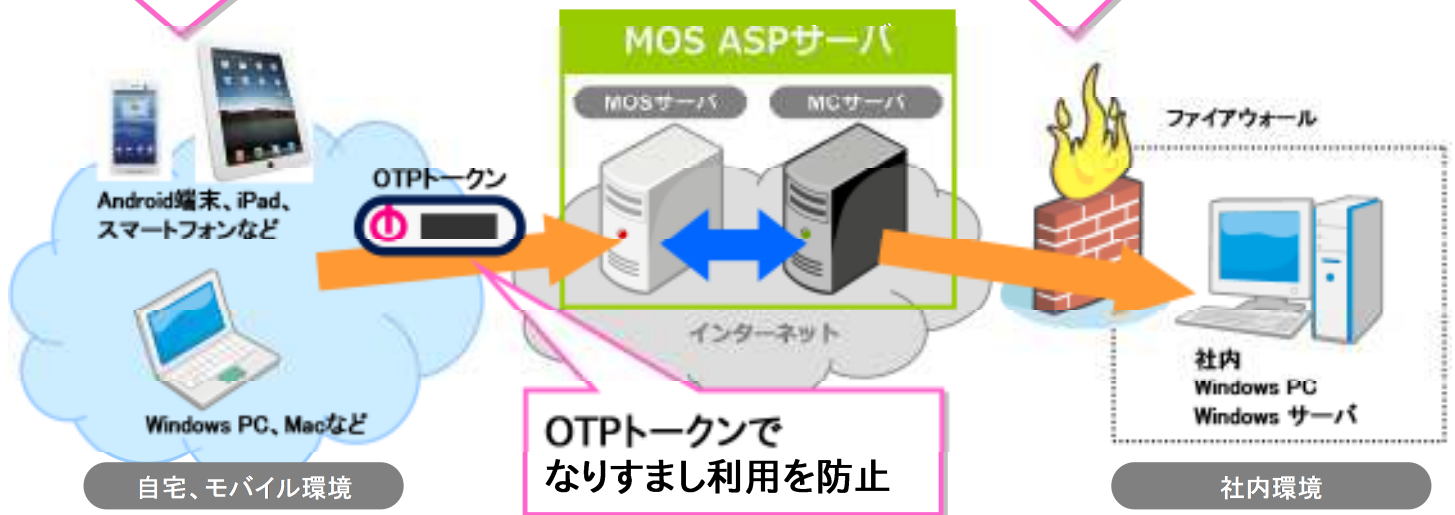 MOS ASPサーバ
MOSサーバ
MCサーバ
ファイアウォール
OTPトークン
Android端末、iPad、
スマートフォンなど
インターネット
社内
Windows PC
Windows サーバ
Windows PC、Macなど
OTPトークンで
なりすまし利用を防止
自宅、モバイル環境
社内環境